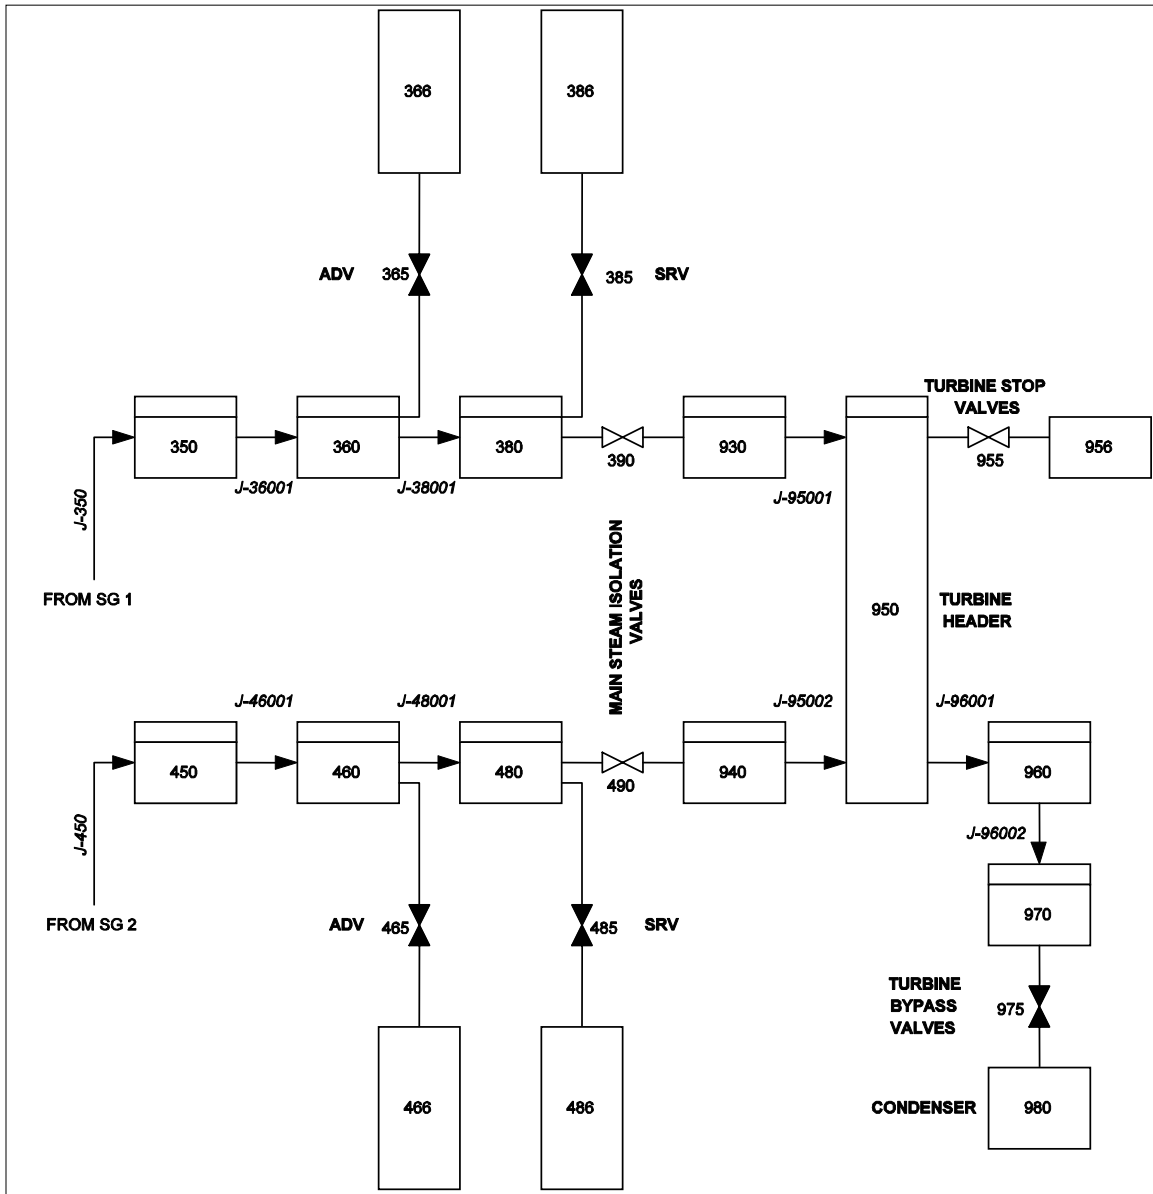 366
386
ADV
365
385
SRV
TURBINE STOP
VALVES
350
360
380
390
930
955
956
J-350
J-36001
J-38001
J-95001
FROM SG 1
MAIN STEAM ISOLATION
VALVES
950
TURBINE
HEADER
J-46001
J-48001
J-95002
J-96001
450
460
480
490
940
960
J-450
J-96002
FROM SG 2
ADV
465
485
SRV
970
TURBINE
BYPASS
VALVES
975
466
486
CONDENSER
980